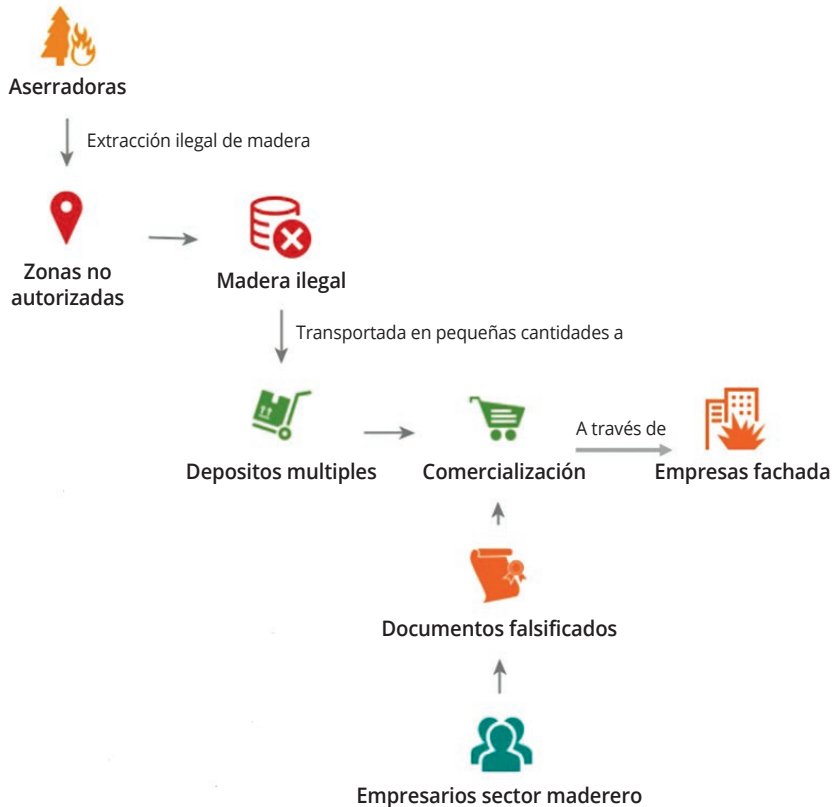 Aserradoras
Extracción ilegal de madera
Zonas no
autorizadas
Madera ilegal
Transportada en pequeñas cantidades a
Depositos multiples
Comercialización
A través de
Empresas fachada
Documentos falsificados
Empresarios sector maderero